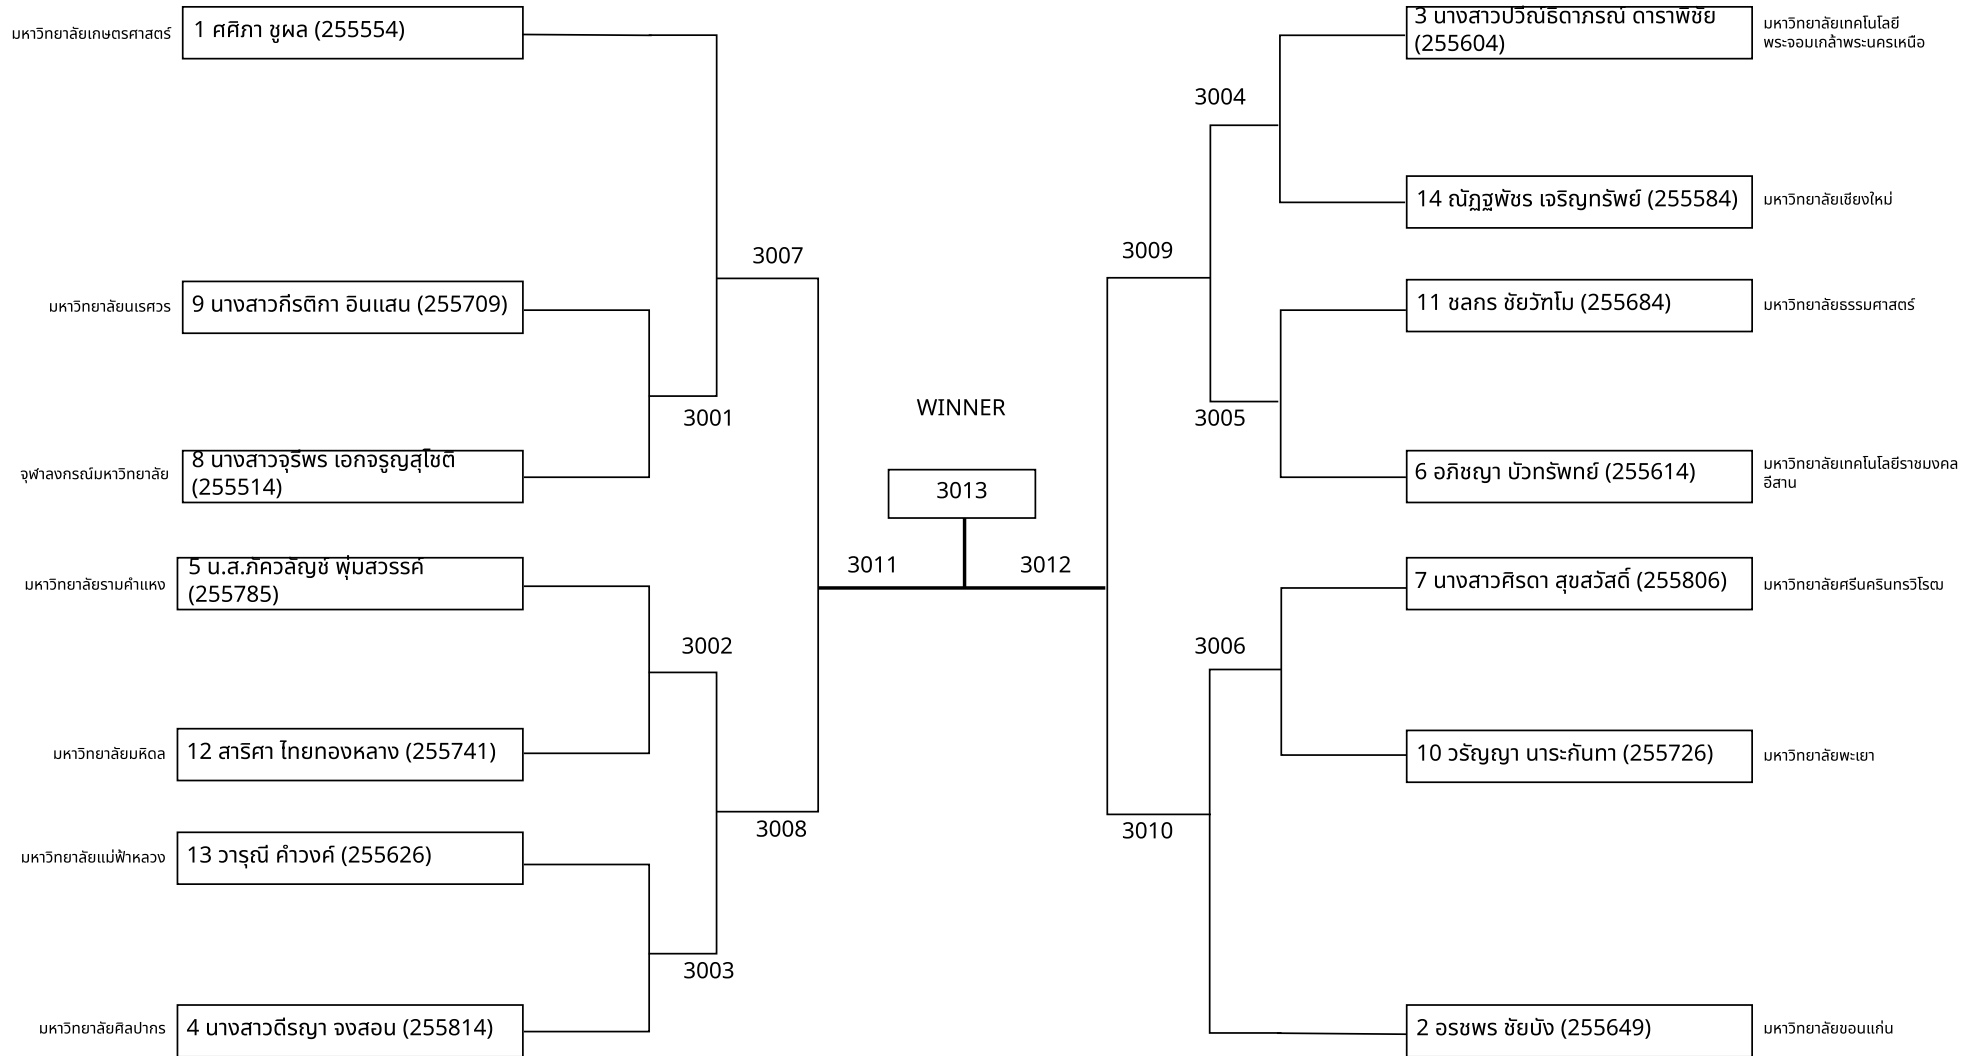 มหาวิทยาลัยเกษตรศาสตร์
1 ศศิภา ชูผล (255554)
3 นางสาวปวีณ์ธิดาภรณ์ ดาราพิชัย
(255604)
มหาวิทยาลัยเทคโนโลยี
พระจอมเกล้าพระนครเหนือ
3004
14 ณัฏฐพัชร เจริญทรัพย์ (255584)
มหาวิทยาลัยเชียงใหม่
3007
3009
มหาวิทยาลัยนเรศวร
9 นางสาวกีรติกา อินแสน (255709)
11 ชลกร ชัยวัฑโม (255684)
มหาวิทยาลัยธรรมศาสตร์
WINNER
3001
3005
จุฬาลงกรณ์มหาวิทยาลัย
8 นางสาวจุรีพร เอกจรูญสุโชติ
(255514)
3013
6 อภิชญา บัวทรัพทย์ (255614)
มหาวิทยาลัยเทคโนโลยีราชมงคล
อีสาน
3011
3012
มหาวิทยาลัยรามคำแหง
5 น.ส.ภัควลัญช์ พุ่มสวรรค์
(255785)
7 นางสาวศิรดา สุขสวัสดิ์ (255806)
มหาวิทยาลัยศรีนครินทรวิโรฒ
3002
3006
มหาวิทยาลัยมหิดล
12 สาริศา ไทยทองหลาง (255741)
10 วรัญญา นาระกันทา (255726)
มหาวิทยาลัยพะเยา
3008
3010
มหาวิทยาลัยแม่ฟ้าหลวง
13 วารุณี คำวงค์ (255626)
3003
มหาวิทยาลัยศิลปากร
4 นางสาวดีรญา จงสอน (255814)
2 อรชพร ชัยบัง (255649)
มหาวิทยาลัยขอนแก่น